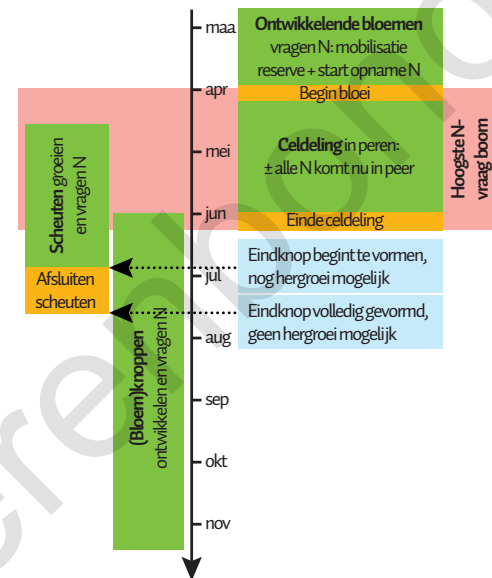 maa
apr
mei
jun
jul
aug
sep
okt
nov
Ontwikkelende bloemen
vragen N: mobilisatie
reserve + start opname N
Begin bloei
Celdeling in peren:
± alle N komt nu in peer
Einde celdeling
Hoogste N-
vraag boom
Scheuten groeien
en vragen N
Afsluiten
scheuten
(Bloem)knoppen
ontwikkelen en vragen N
Eindknop begint te vormen,
nog hergroei mogelijk
Eindknop volledig gevormd,
geen hergroei mogelijk